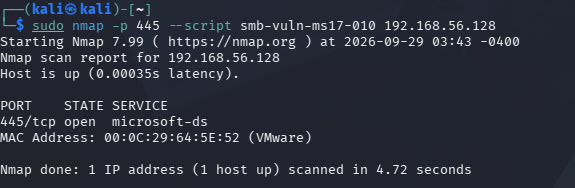 ┌──(kali㉿kali)-[~]
└─$ sudo nmap -p 445 --script smb-vuln-ms17-010 192.168.56.128
Starting Nmap 7.99 ( https://nmap.org ) at 2026-09-29 03:43 -0400
Nmap scan report for 192.168.56.128
Host is up (0.00035s latency).
PORT    STATE SERVICE
445/tcp open  microsoft-ds
MAC Address: 00:0C:29:64:5E:52 (VMware)
Nmap done: 1 IP address (1 host up) scanned in 4.72 seconds